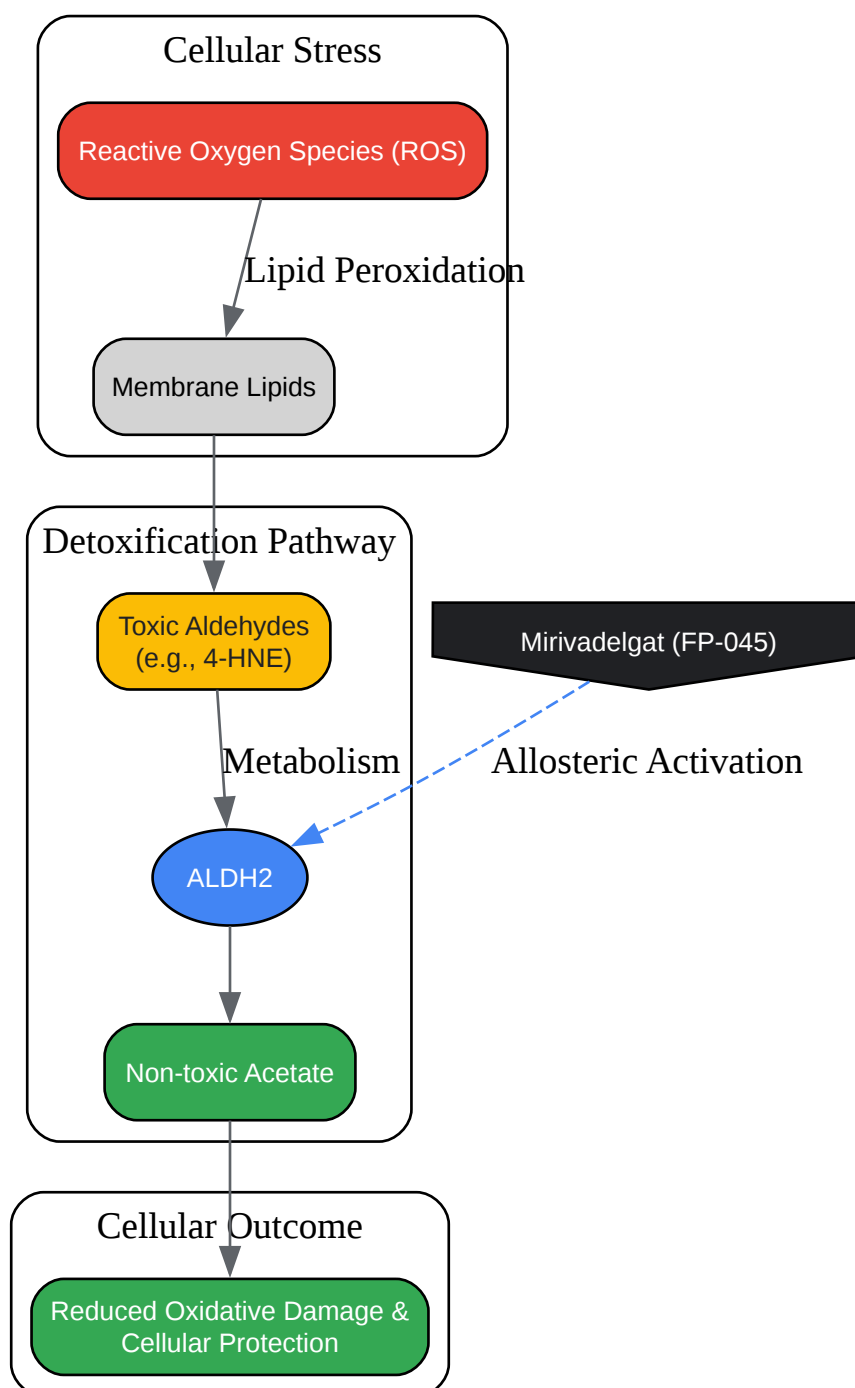 Cellular Stress
Reactive Oxygen Species (ROS)
Lipid Peroxidation
Membrane Lipids
Detoxification Pathway
Toxic Aldehydes
(e.g., 4-HNE)
Mirivadelgat (FP-045)
Metabolism
Allosteric Activation
ALDH2
Non-toxic Acetate
Cellular Outcome
Reduced Oxidative Damage &
Cellular Protection